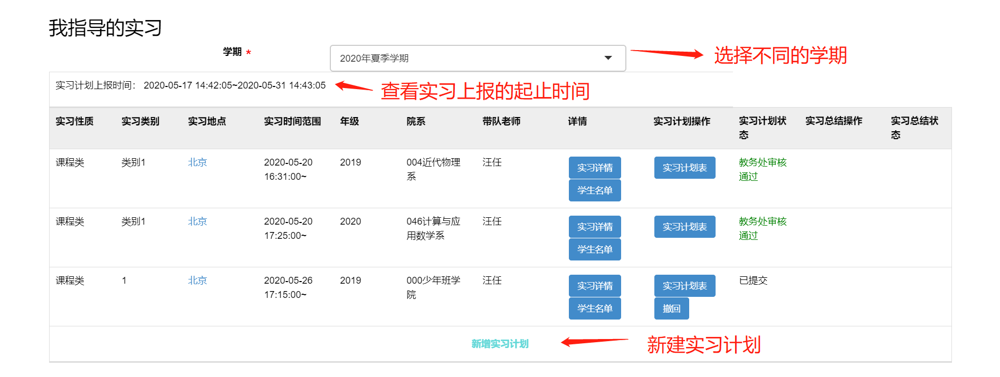 我指导的实习
学期 *
2020年夏季学期
选择不同的学期
实习计划上报时间： 2020-05-17 14:42:05~2020-05-31 14:43:05
查看实习上报的起止时间
实习性质 实习类别 实习地点 实习时间范围 年级 院系 带队老师 详情 实习计划操作 实习计划状态 实习总结操作 实习总结状态
课程类 类别1 北京 2020-05-20 16:31:00~ 2019 004近代物理系 汪任 实习详情 学生名单 实习计划表 教务处审核通过
课程类 类别1 北京 2020-05-20 17:25:00~ 2020 046计算与应用数学系 汪任 实习详情 学生名单 实习计划表 教务处审核通过
课程类 1 北京 2020-05-26 17:15:00~ 2019 000少年班学院 汪任 实习详情 学生名单 实习计划表 撤回 已提交
新增实习计划
新建实习计划